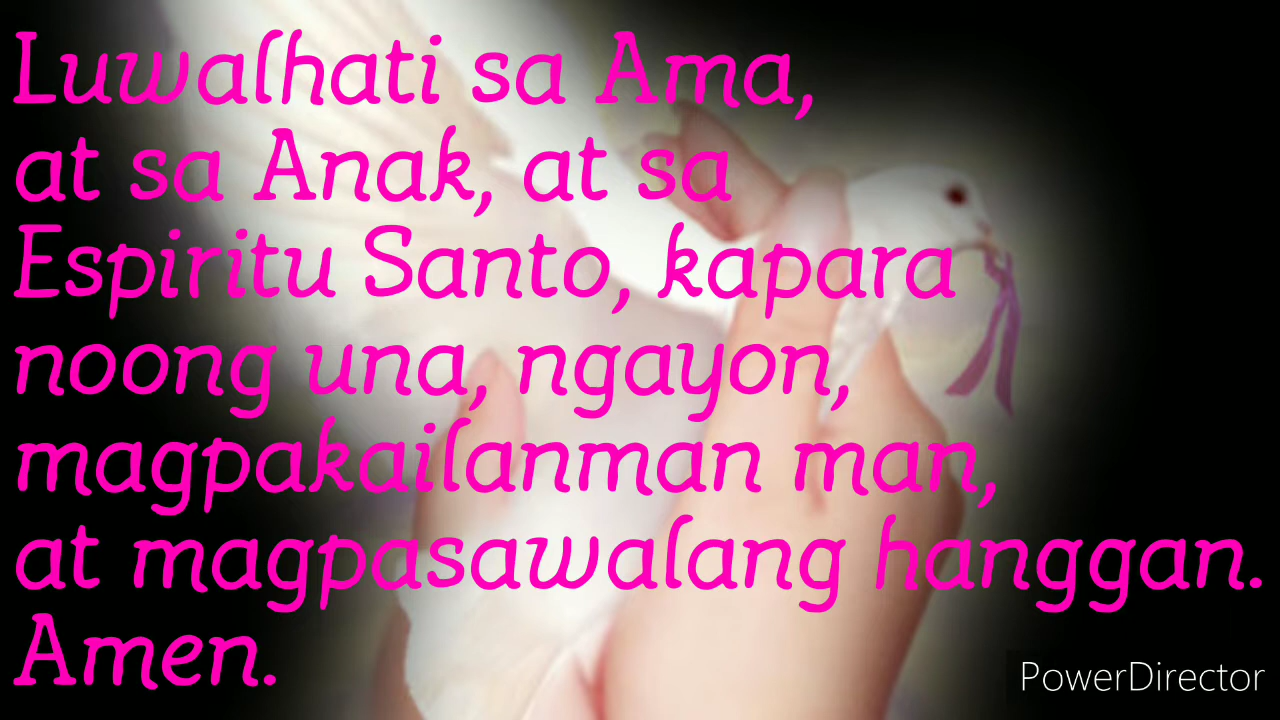 Luwalhati sa Ama,
at sa Anak, at sa
Espiritu Santo, kapara
noong una, ngayon,
magpakailanman man,
at magpasawalang hanggan.
Amen.
PowerDirector